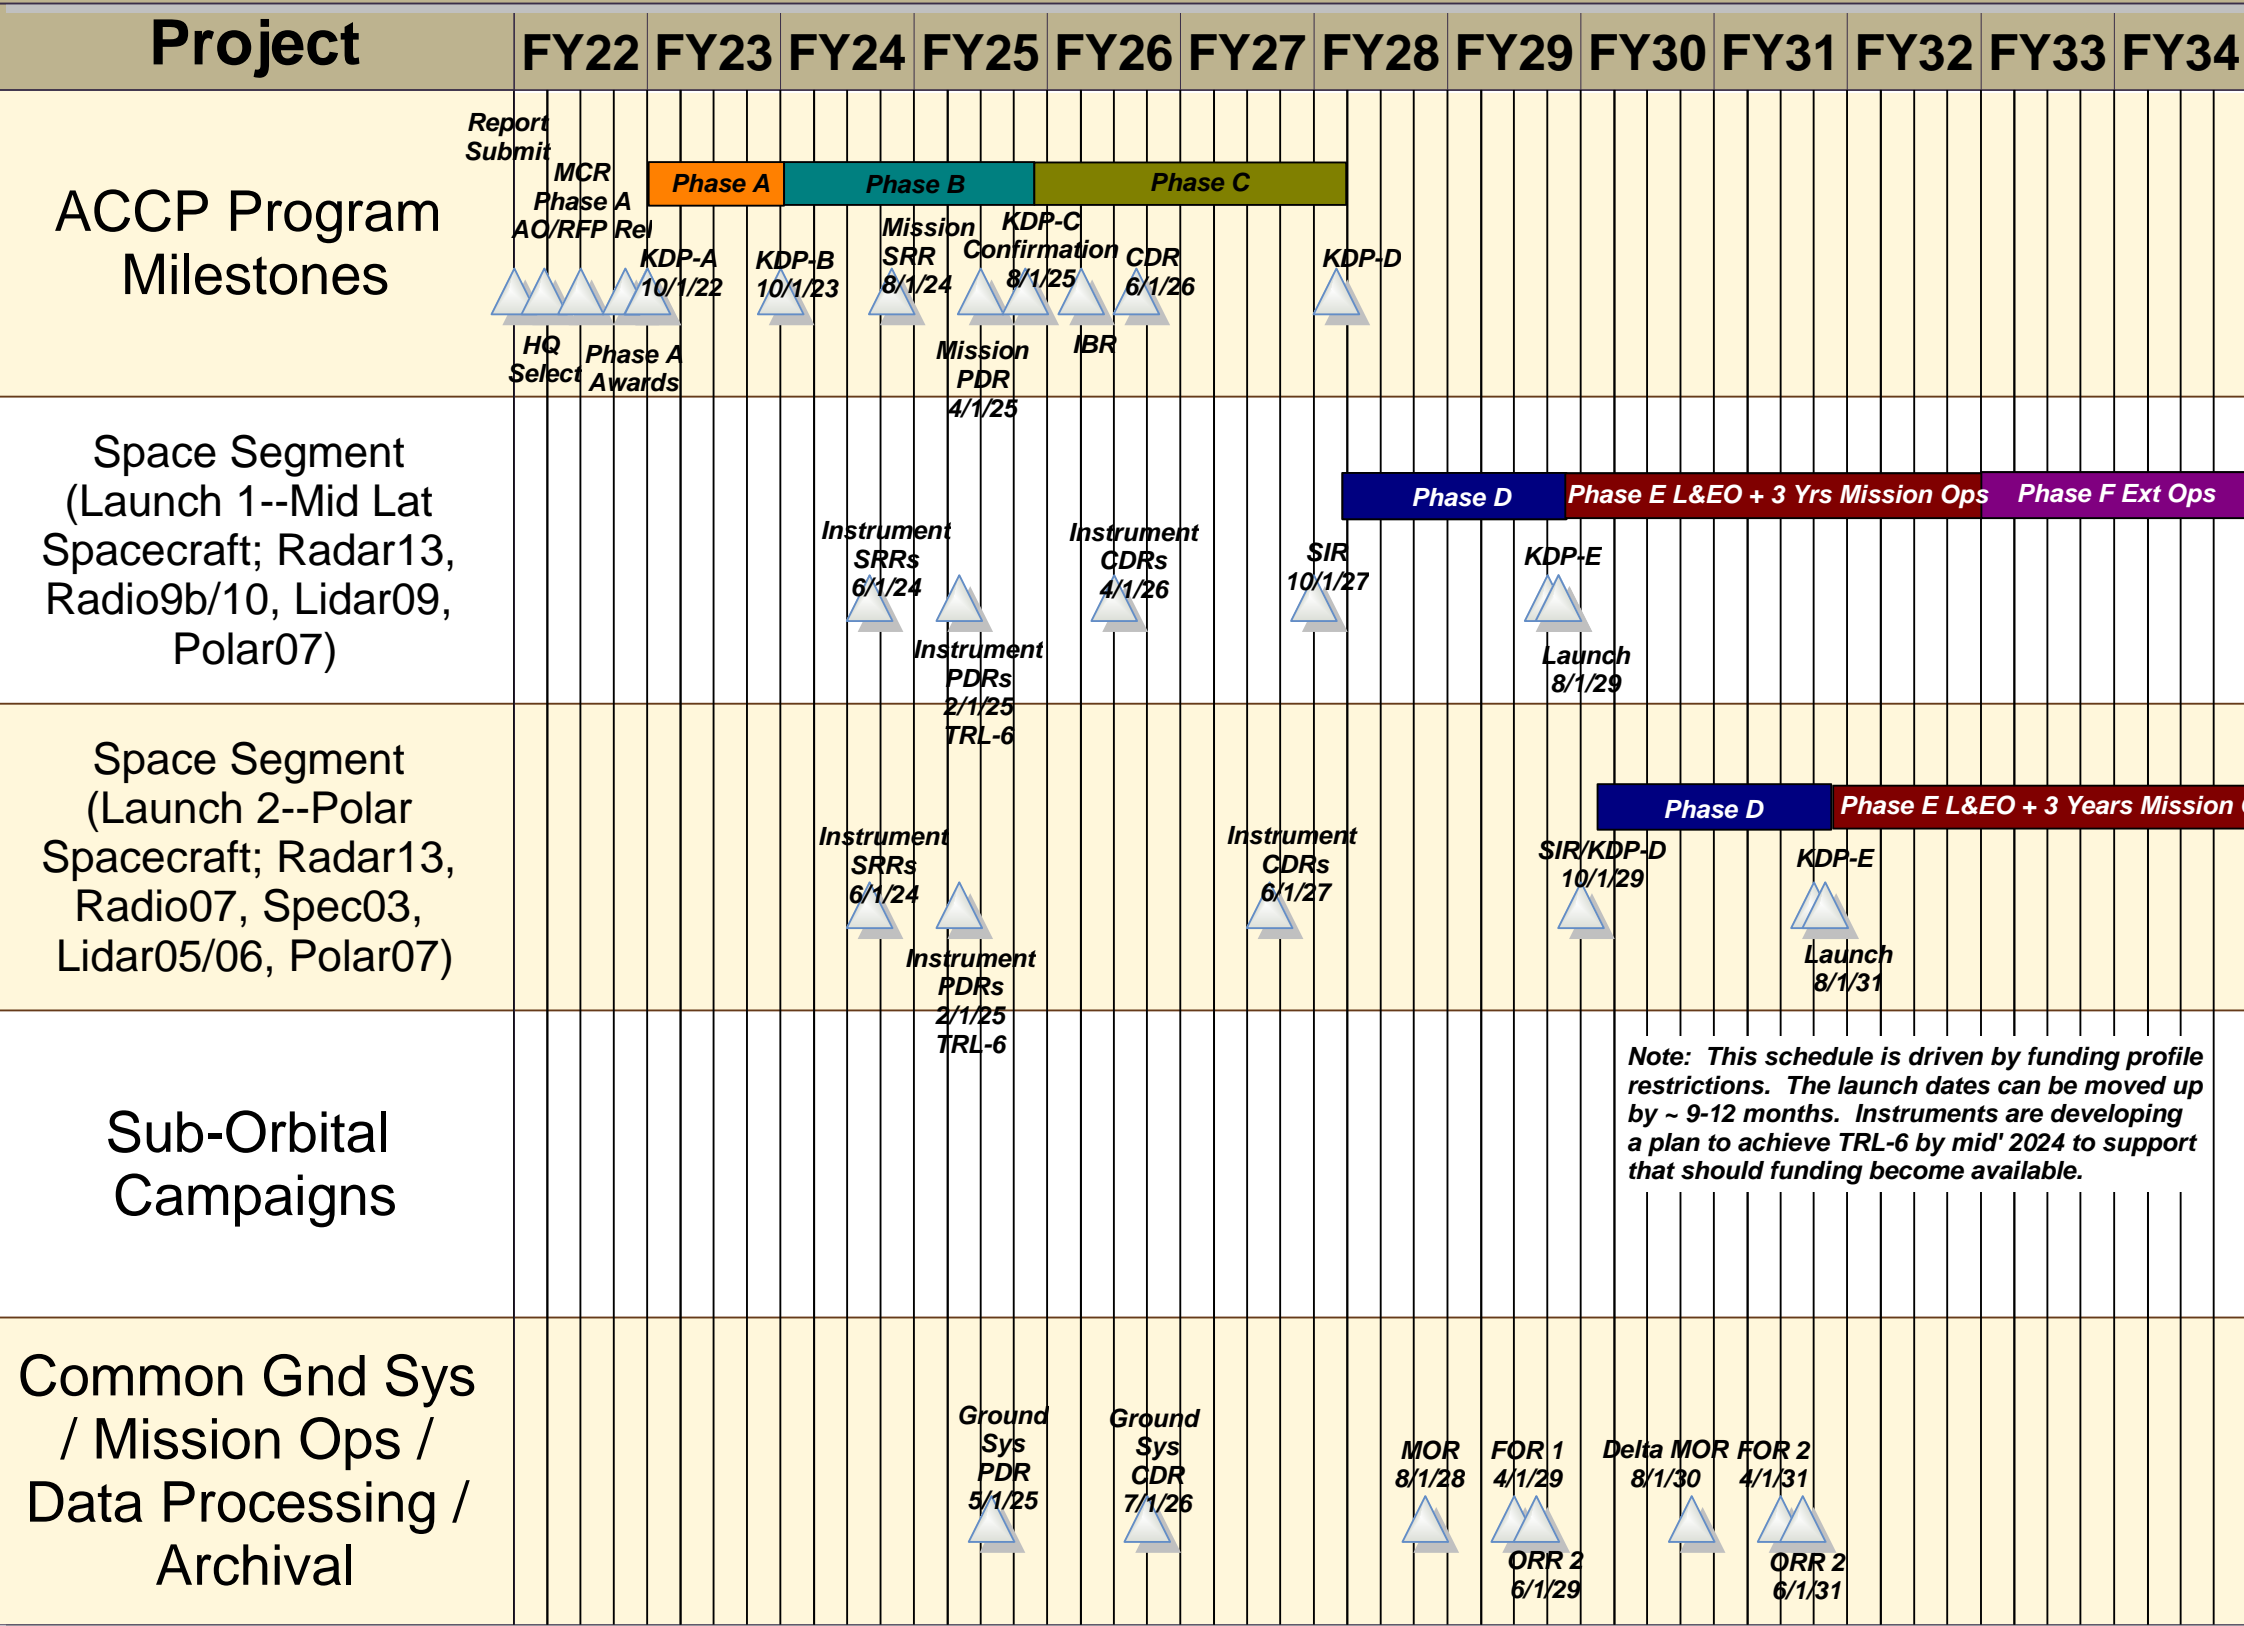 Project
FY22 FY23 FY24 FY25 FY26 FY27 FY28 FY29 FY30 FY31 FY32 FY33 FY34
ACCP Program
Milestones
Report
Submit
MCR
Phase A
AO/RFP Rel
Phase A
Phase B
Phase C
KDP-A
10/1/22
KDP-B
10/1/23
Mission
SRR
8/1/24
KDP-C
Confirmation
8/1/25
CDR
6/1/26
KDP-D
HQ
Select
Phase A
Awards
Mission
PDR
4/1/25
IBR
Space Segment
(Launch 1--Mid Lat
Spacecraft; Radar13,
Radio9b/10, Lidar09,
Polar07)
Phase D
Phase E L&EO + 3 Yrs Mission Ops
Phase F Ext Ops
Instrument
SRRs
6/1/24
Instrument
CDRs
4/1/26
SIR
10/1/27
KDP-E
Instrument
PDRs
2/1/25
TRL-6
Launch
8/1/29
Space Segment
(Launch 2--Polar
Spacecraft; Radar13,
Radio07, Spec03,
Lidar05/06, Polar07)
Phase D
Phase E L&EO + 3 Years Mission
Instrument
SRRs
6/1/24
Instrument
CDRs
6/1/27
SIR/KDP-D
10/1/29
KDP-E
Instrument
PDRs
2/1/25
TRL-6
Launch
8/1/31
Sub-Orbital
Campaigns
Note: This schedule is driven by funding profile
restrictions. The launch dates can be moved up
by ~ 9-12 months. Instruments are developing
a plan to achieve TRL-6 by mid' 2024 to support
that should funding become available.
Common Gnd Sys
/ Mission Ops /
Data Processing /
Archival
Ground
Sys
PDR
5/1/25
Ground
Sys
CDR
7/1/26
MOR
8/1/28
FOR 1
4/1/29
Delta MOR
8/1/30
FOR 2
4/1/31
ORR 2
6/1/29
ORR 2
6/1/31